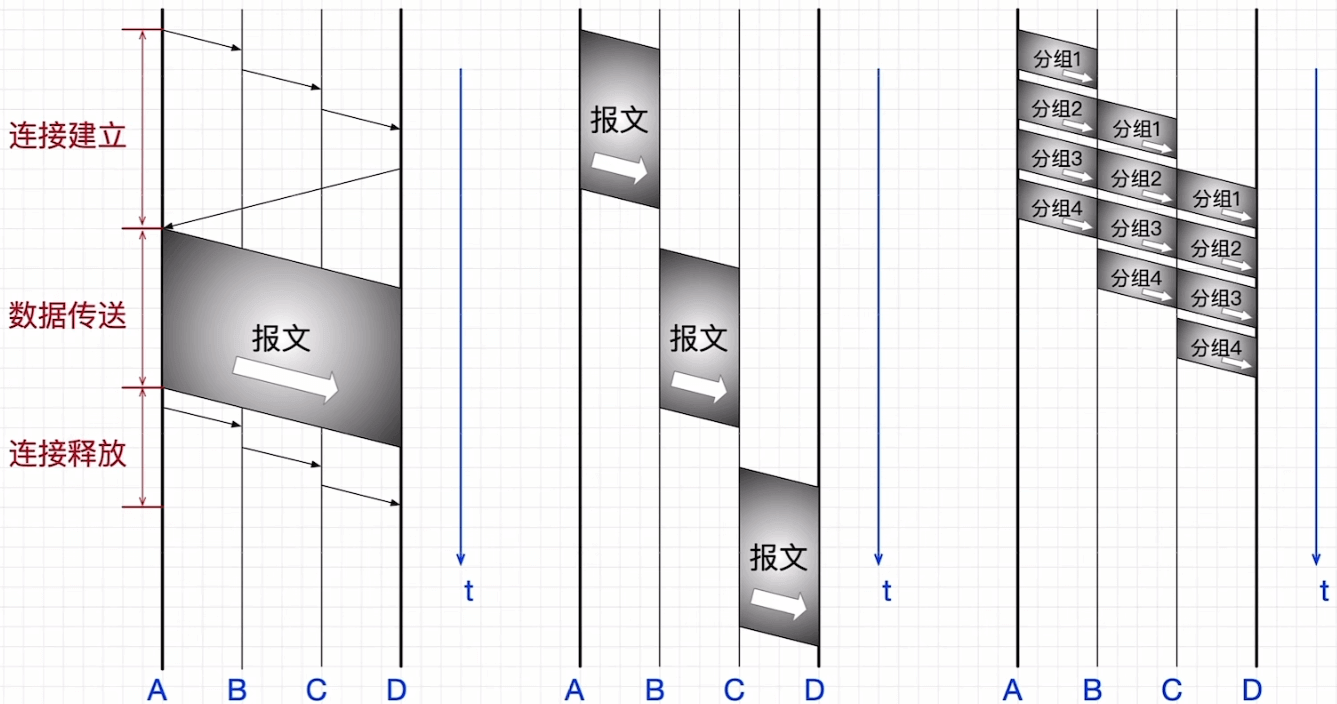 连接建立
数据传送
报文
连接释放
t
A B C D
报文
报文
报文
t
A B C D
分组1
分组2
分组1
分组3
分组2
分组1
分组4
分组3
分组2
分组4
分组3
分组4
t
A B C D